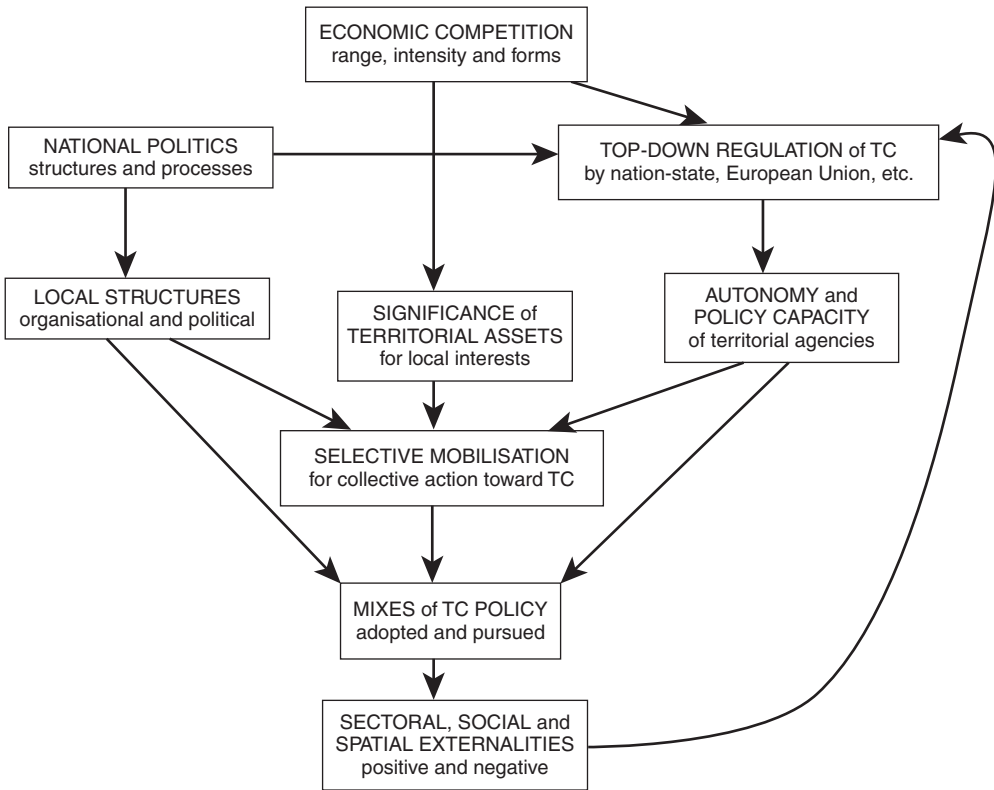 ECONOMIC COMPETITION
range, intensity and forms
NATIONAL POLITICS
structures and processes
TOP-DOWN REGULATION of TC
by nation-state, European Union, etc.
LOCAL STRUCTURES
organisational and political
SIGNIFICANCE of
TERRITORIAL ASSETS
for local interests
AUTONOMY and
POLICY CAPACITY
of territorial agencies
SELECTIVE MOBILISATION
for collective action toward TC
MIXES of TC POLICY
adopted and pursued
SECTORAL, SOCIAL and
SPATIAL EXTERNALITIES
positive and negative